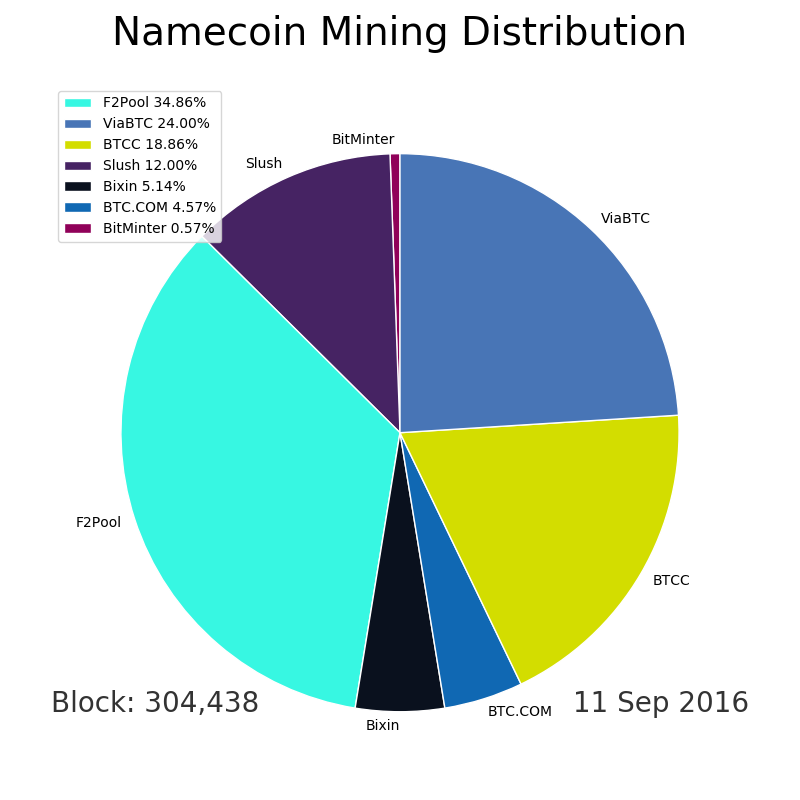 Namecoin Mining Distribution
F2Pool 34.86%
ViaBTC 24.00%
BTCC 18.86%
Slush 12.00%
Bixin 5.14%
BTC.COM 4.57%
BitMinter 0.57%
BitMinter
Slush
ViaBTC
F2Pool
BTCC
Block: 304,438
11 Sep 2016
BTC.COM
Bixin